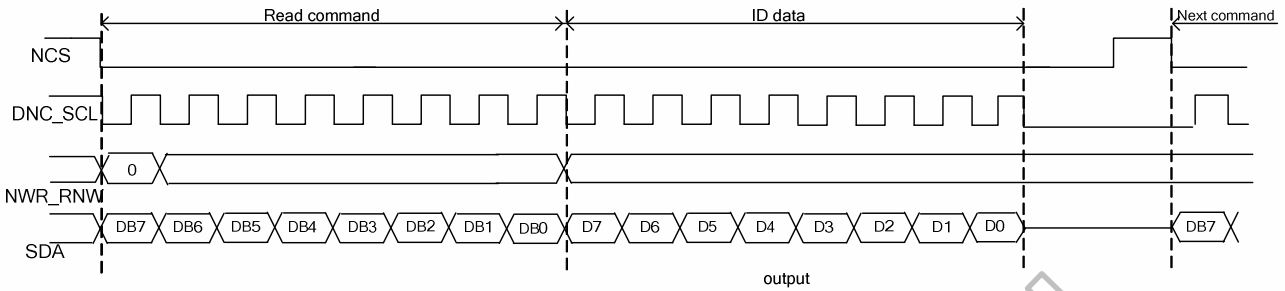 Read command ID data Next command
NCS
DNC_SCL
0
NWR_RNW
DB7 DB6 DB5 DB4 DB3 DB2 DB1 DB0 D7 D6 D5 D4 D3 D2 D1 D0 DB7
SDA
output